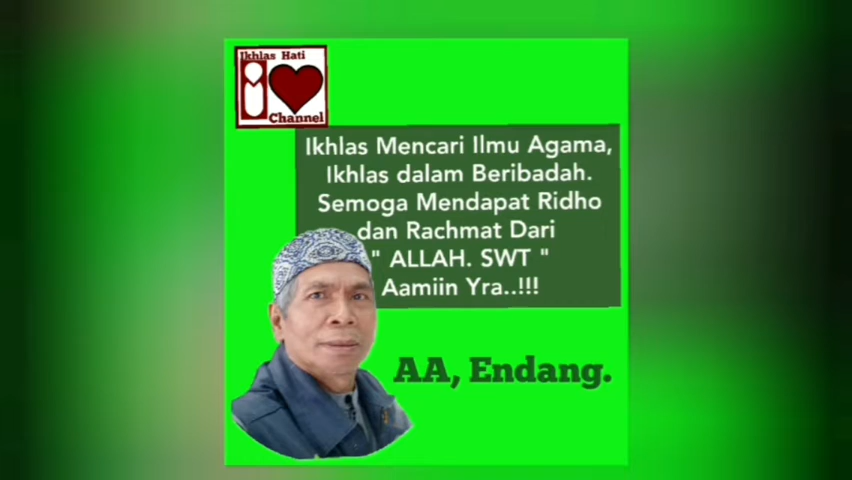 Ikhlas Hati
i
Channel
Ikhlas Mencari Ilmu Agama,
Ikhlas dalam Beribadah.
Semoga Mendapat Ridho
dan Rachmat Dari
" ALLAH. SWT "
Aamiin Yra..!!!
AA, Endang.